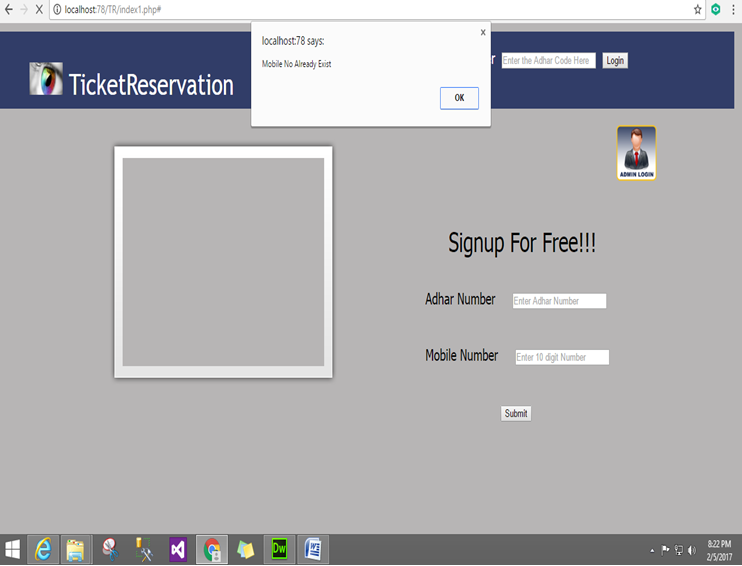 localhost:78/TR/index1.php#
localhost:78 says:
Mobile No Already Exist
OK
TicketReservation
Enter the Adhar Code Here
Login
ADMIN LOGIN
Signup For Free!!!
Adhar Number
Enter Adhar Number
Mobile Number
Enter 10 digit Number
Submit
Dw
8:22 PM
2/5/2017